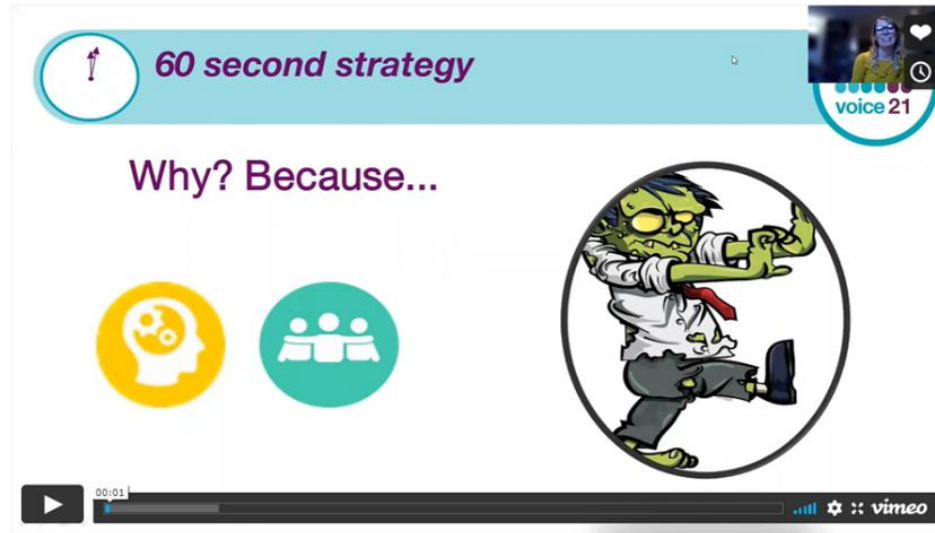 60 second strategy
voice 21
Why? Because...
00:01
vimeo